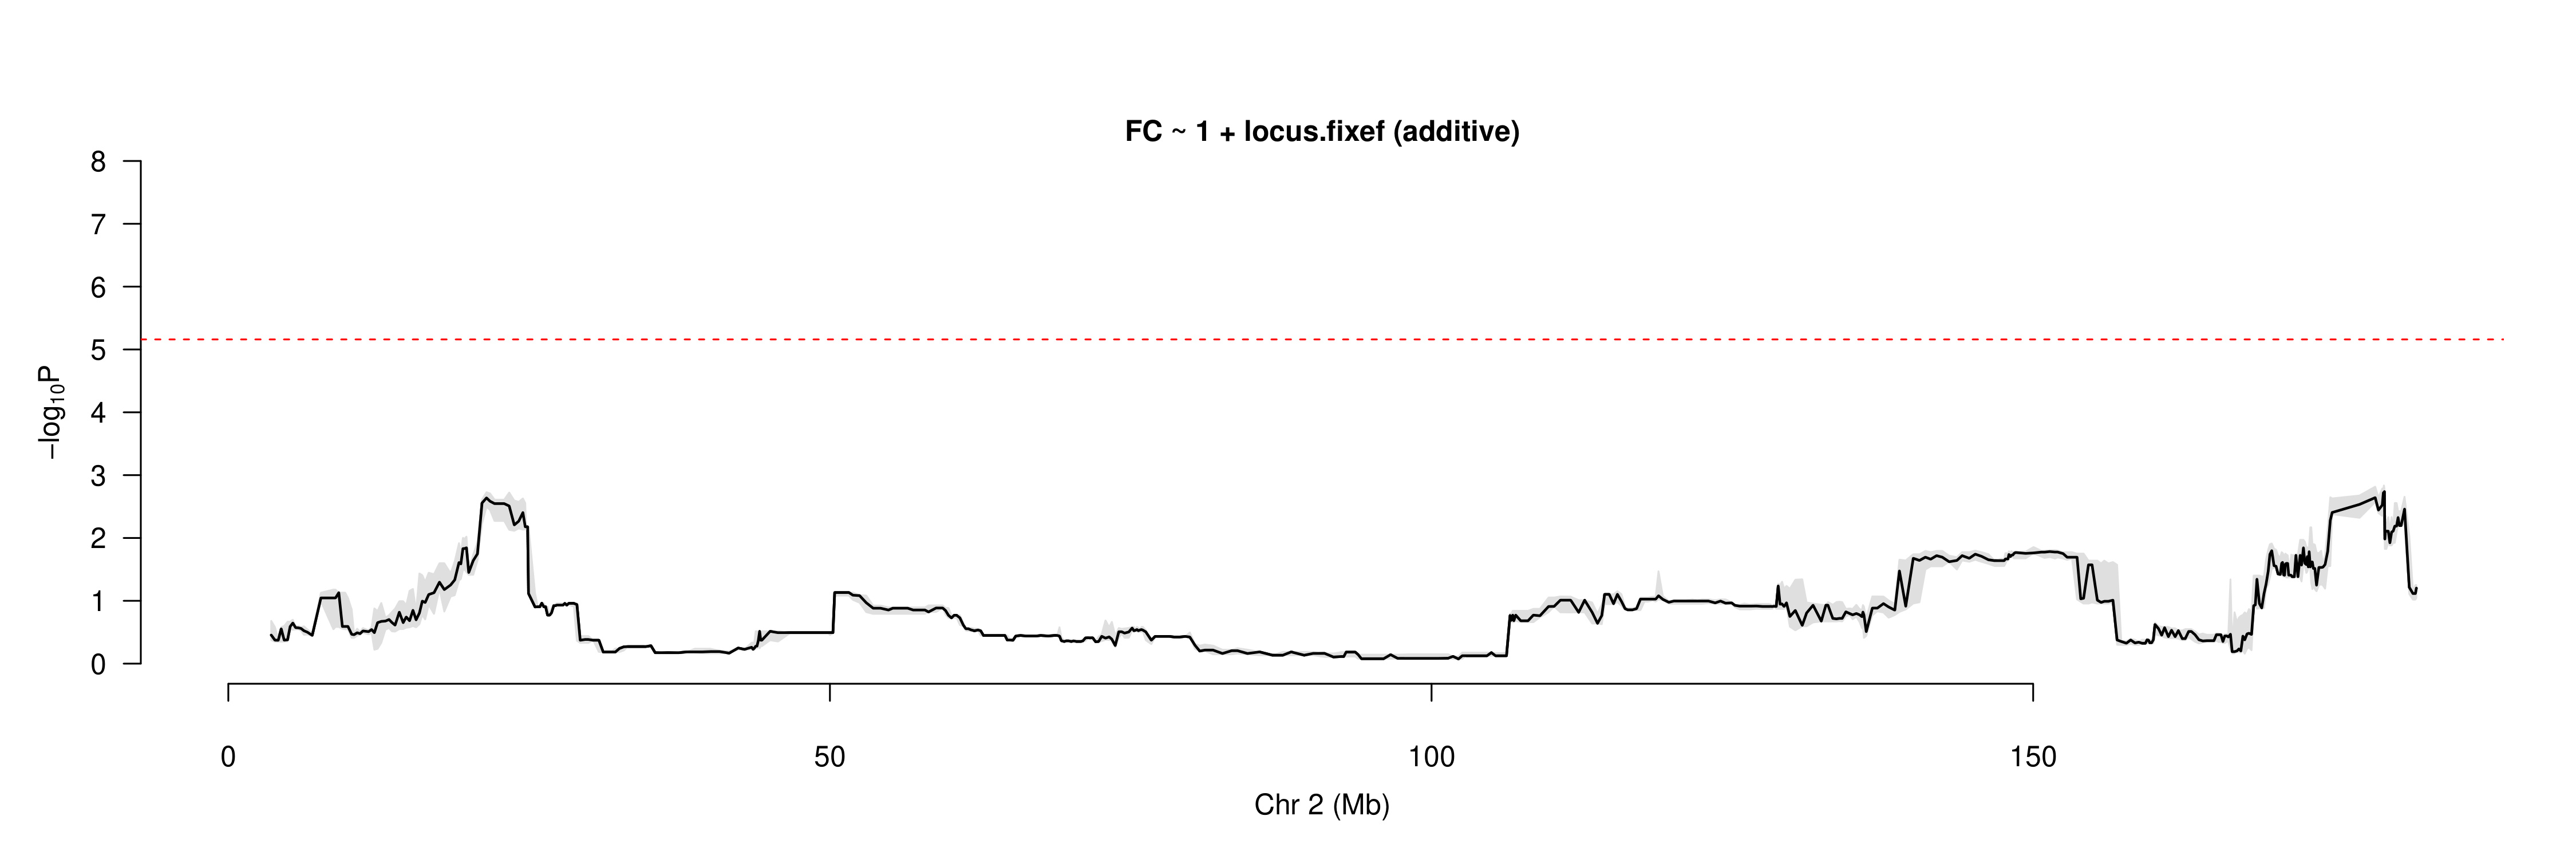 FC ~ 1 + locus.fixef (additive)
8
7
6
5
4
3
2
1
0
−log₁₀P
0 50 100 150
Chr 2 (Mb)